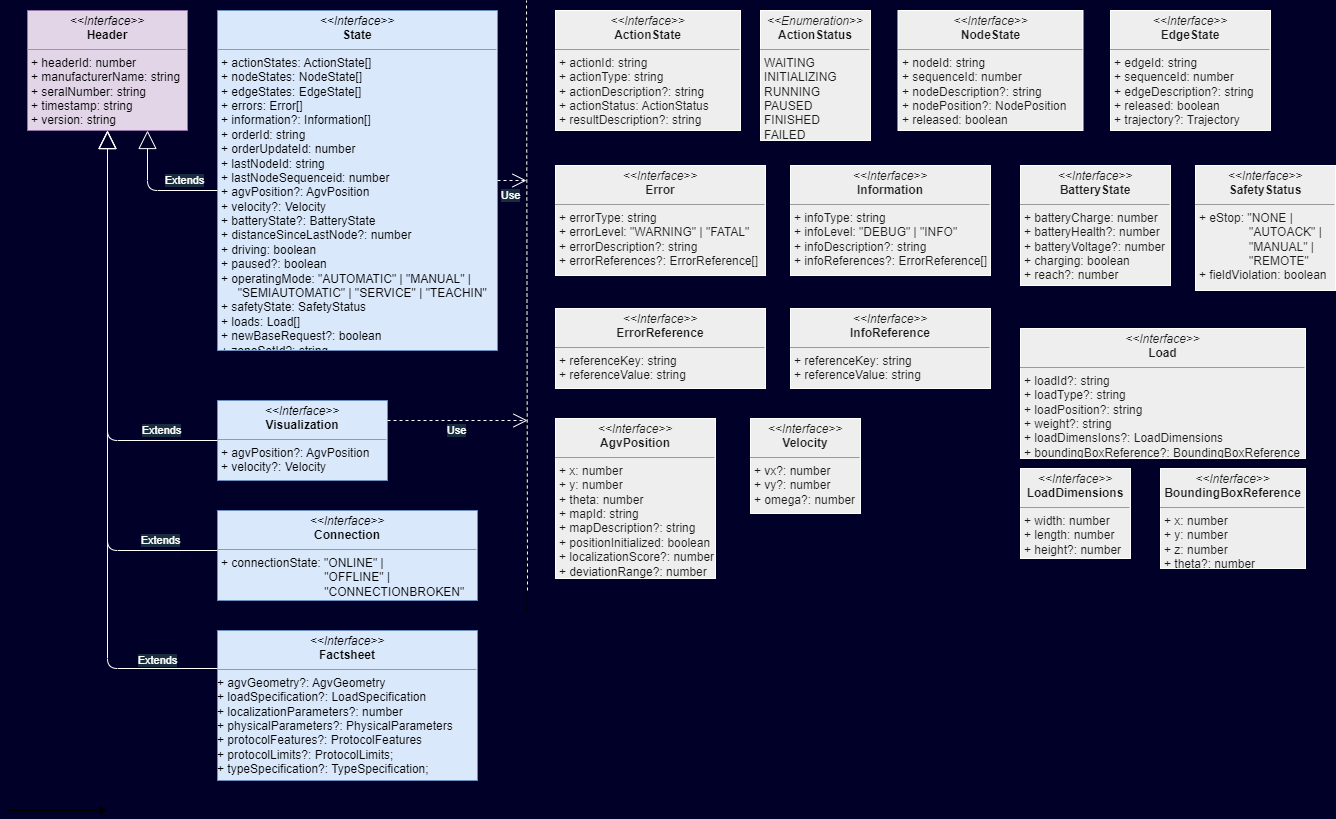 <<Interface>>
Header
+ headerId: number
+ manufacturerName: string
+ seralNumber: string
+ timestamp: string
+ version: string
<<Interface>>
State
+ actionStates: ActionState[]
+ nodeStates: NodeState[]
+ edgeStates: EdgeState[]
+ errors: Error[]
+ information?: Information[]
+ orderId: string
+ orderUpdateId: number
+ lastNodeId: string
+ lastNodeSequenceid: number
+ agvPosition?: AgvPosition
+ velocity?: Velocity
+ batteryState?: BatteryState
+ distanceSinceLastNode?: number
+ driving: boolean
+ paused?: boolean
+ operatingMode: "AUTOMATIC" | "MANUAL" |
"SEMIAUTOMATIC" | "SERVICE" | "TEACHIN"
+ safetyState: SafetyStatus
+ loads: Load[]
+ newBaseRequest?: boolean
+ zoneSetId?: string
Extends
Use
<<Interface>>
Visualization
+ agvPosition?: AgvPosition
+ velocity?: Velocity
Extends
Use
<<Interface>>
Connection
+ connectionState: "ONLINE" |
"OFFLINE" |
"CONNECTIONBROKEN"
Extends
<<Interface>>
Factsheet
+ agvGeometry?: AgvGeometry
+ loadSpecification?: LoadSpecification
+ localizationParameters?: number
+ physicalParameters?: PhysicalParameters
+ protocolFeatures?: ProtocolFeatures
+ protocolLimits?: ProtocolLimits;
+ typeSpecification?: TypeSpecification;
Extends
<<Interface>>
ActionState
+ actionId: string
+ actionType: string
+ actionDescription?: string
+ actionStatus: ActionStatus
+ resultDescription?: string
<<Enumeration>>
ActionStatus
WAITING
INITIALIZING
RUNNING
PAUSED
FINISHED
FAILED
<<Interface>>
NodeState
+ nodeId: string
+ sequenceId: number
+ nodeDescription?: string
+ nodePosition?: NodePosition
+ released: boolean
<<Interface>>
EdgeState
+ edgeId: string
+ sequenceId: number
+ edgeDescription?: string
+ released: boolean
+ trajectory?: Trajectory
<<Interface>>
Error
+ errorType: string
+ errorLevel: "WARNING" | "FATAL"
+ errorDescription?: string
+ errorReferences?: ErrorReference[]
<<Interface>>
Information
+ infoType: string
+ infoLevel: "DEBUG" | "INFO"
+ infoDescription?: string
+ infoReferences?: ErrorReference[]
<<Interface>>
BatteryState
+ batteryCharge: number
+ batteryHealth?: number
+ batteryVoltage?: number
+ charging: boolean
+ reach?: number
<<Interface>>
SafetyStatus
+ eStop: "NONE |
"AUTOACK" |
"MANUAL" |
"REMOTE"
+ fieldViolation: boolean
<<Interface>>
ErrorReference
+ referenceKey: string
+ referenceValue: string
<<Interface>>
InfoReference
+ referenceKey: string
+ referenceValue: string
<<Interface>>
Load
+ loadId?: string
+ loadType?: string
+ loadPosition?: string
+ weight?: string
+ loadDimensIons?: LoadDimensions
+ boundingBoxReference?: BoundingBoxReference
<<Interface>>
AgvPosition
+ x: number
+ y: number
+ theta: number
+ mapId: string
+ mapDescription?: string
+ positionInitialized: boolean
+ localizationScore?: number
+ deviationRange?: number
<<Interface>>
Velocity
+ vx?: number
+ vy?: number
+ omega?: number
<<Interface>>
LoadDimensions
+ width: number
+ length: number
+ height?: number
<<Interface>>
BoundingBoxReference
+ x: number
+ y: number
+ z: number
+ theta?: number